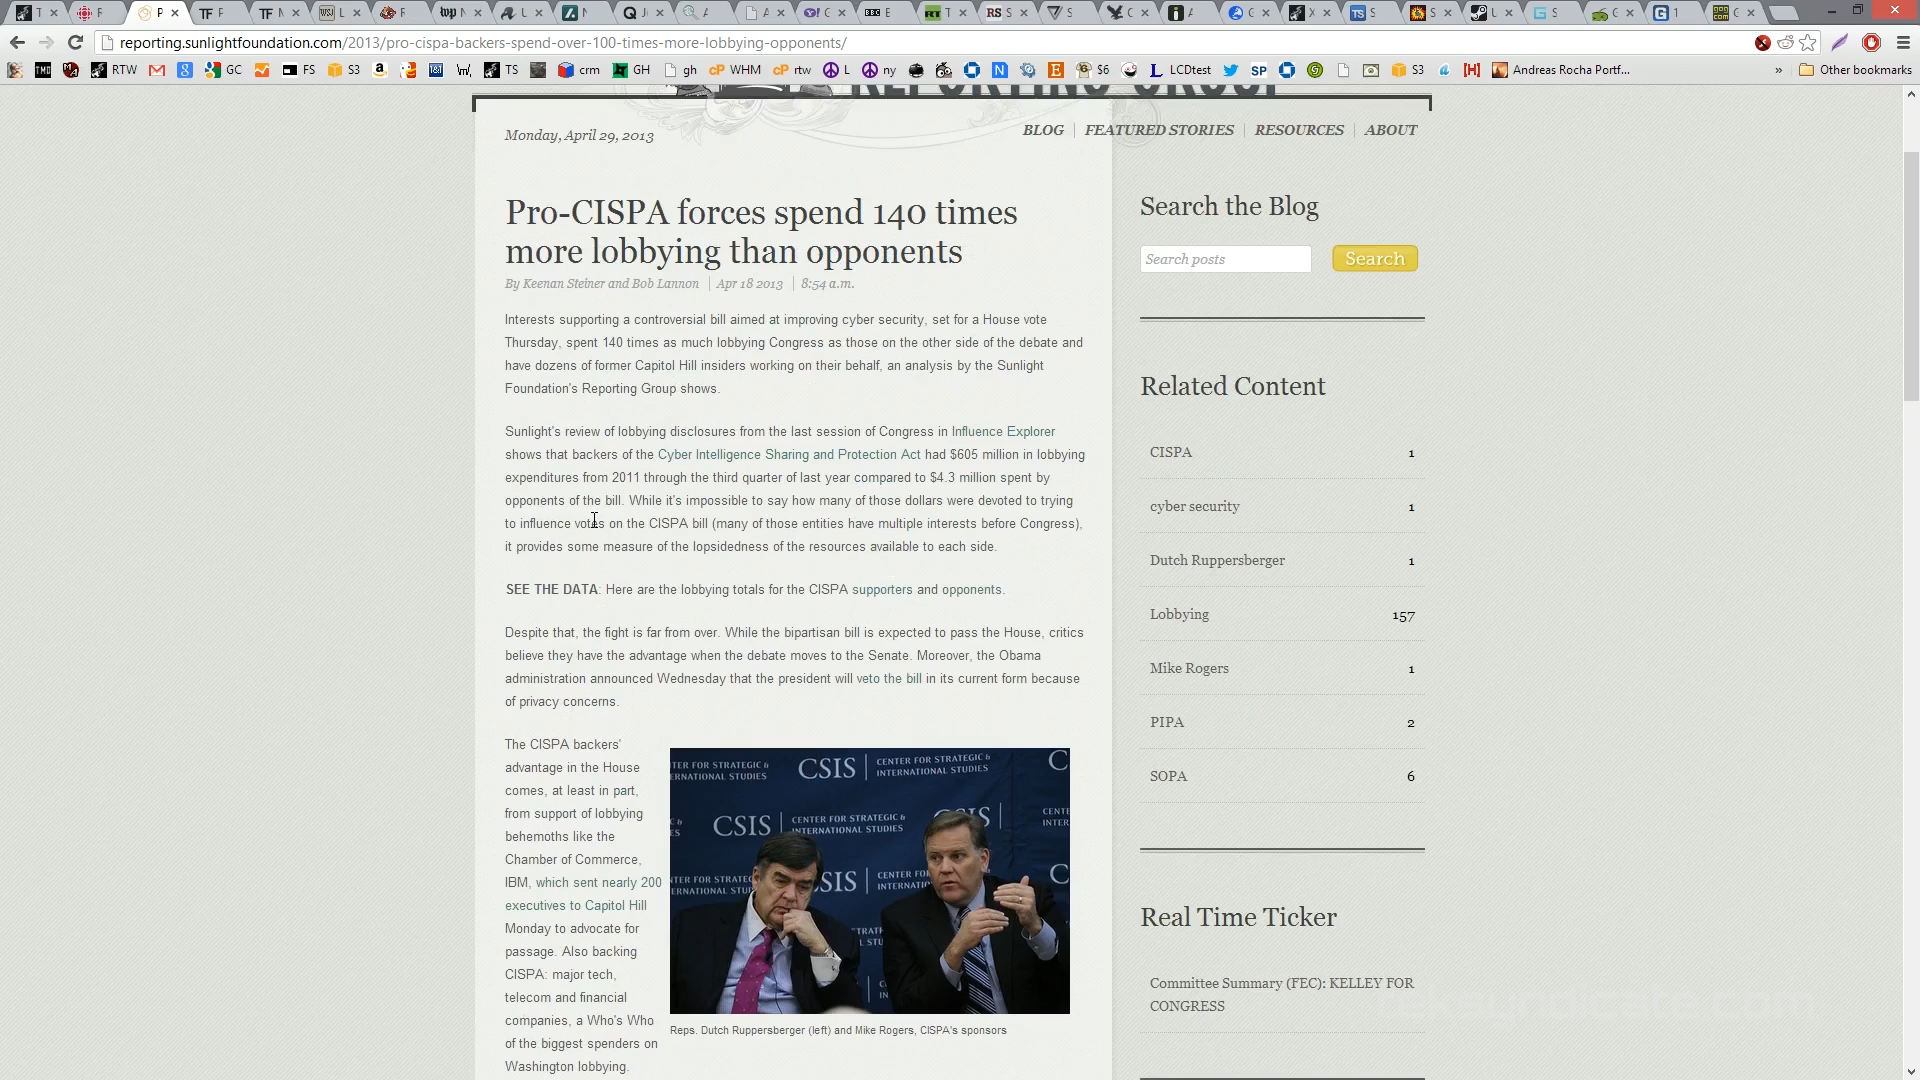 reporting.sunlightfoundation.com/2013/pro-cispa-backers-spend-over-100-times-more-lobbying-opponents/
RTW GC FS S3 TS crm GH gh WHM rtw L ny $6 LCDtest SP S3 Andreas Rocha Portf... » Other bookmarks
REPORTING GROUP
Monday, April 29, 2013
BLOG FEATURED STORIES RESOURCES ABOUT
Pro-CISPA forces spend 140 times
more lobbying than opponents
By Keenan Steiner and Bob Lannon Apr 18 2013 8:54 a.m.
Interests supporting a controversial bill aimed at improving cyber security, set for a House vote
Thursday, spent 140 times as much lobbying Congress as those on the other side of the debate and
have dozens of former Capitol Hill insiders working on their behalf, an analysis by the Sunlight
Foundation's Reporting Group shows.
Sunlight's review of lobbying disclosures from the last session of Congress in Influence Explorer
shows that backers of the Cyber Intelligence Sharing and Protection Act had $605 million in lobbying
expenditures from 2011 through the third quarter of last year compared to $4.3 million spent by
opponents of the bill. While it's impossible to say how many of those dollars were devoted to trying
to influence votes on the CISPA bill (many of those entities have multiple interests before Congress),
it provides some measure of the lopsidedness of the resources available to each side.
SEE THE DATA: Here are the lobbying totals for the CISPA supporters and opponents.
Despite that, the fight is far from over. While the bipartisan bill is expected to pass the House, critics
believe they have the advantage when the debate moves to the Senate. Moreover, the Obama
administration announced Wednesday that the president will veto the bill in its current form because
of privacy concerns.
The CISPA backers'
advantage in the House
comes, at least in part,
from support of lobbying
behemoths like the
Chamber of Commerce,
IBM, which sent nearly 200
executives to Capitol Hill
Monday to advocate for
passage. Also backing
CISPA: major tech,
telecom and financial
companies, a Who's Who
of the biggest spenders on
Washington lobbying.
CSIS CENTER FOR STRATEGIC &
INTERNATIONAL STUDIES
CSIS CENTER FOR STRATEGIC &
INTERNATIONAL STUDIES
Reps. Dutch Ruppersberger (left) and Mike Rogers, CISPA's sponsors
Search the Blog
Search posts
Search
Related Content
CISPA 1
cyber security 1
Dutch Ruppersberger 1
Lobbying 157
Mike Rogers 1
PIPA 2
SOPA 6
Real Time Ticker
Committee Summary (FEC): KELLEY FOR
CONGRESS